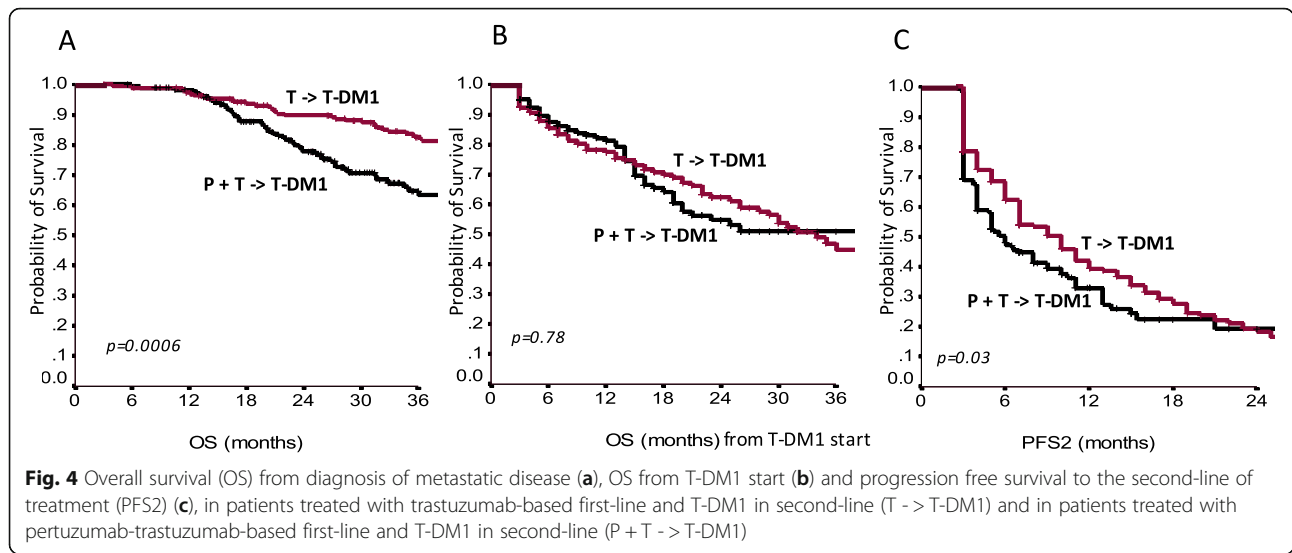 A
B
C
Probability of Survival
1.0
.9
.8
.7
.6
.5
.4
.3
.2
.1
0.0
T -> T-DM1
P + T -> T-DM1
p=0.0006
0 6 12 18 24 30 36
OS (months)
Probability of Survival
1.0
.9
.8
.7
.6
.5
.4
.3
.2
.1
0.0
T -> T-DM1
P + T -> T-DM1
p=0.78
0 6 12 18 24 30 36
OS (months) from T-DM1 start
Probability of Survival
1.0
.9
.8
.7
.6
.5
.4
.3
.2
.1
0.0
T -> T-DM1
P + T -> T-DM1
p=0.03
0 6 12 18 24
PFS2 (months)
Fig. 4 Overall survival (OS) from diagnosis of metastatic disease (a), OS from T-DM1 start (b) and progression free survival to the second-line of
treatment (PFS2) (c), in patients treated with trastuzumab-based first-line and T-DM1 in second-line (T - > T-DM1) and in patients treated with
pertuzumab-trastuzumab-based first-line and T-DM1 in second-line (P + T - > T-DM1)